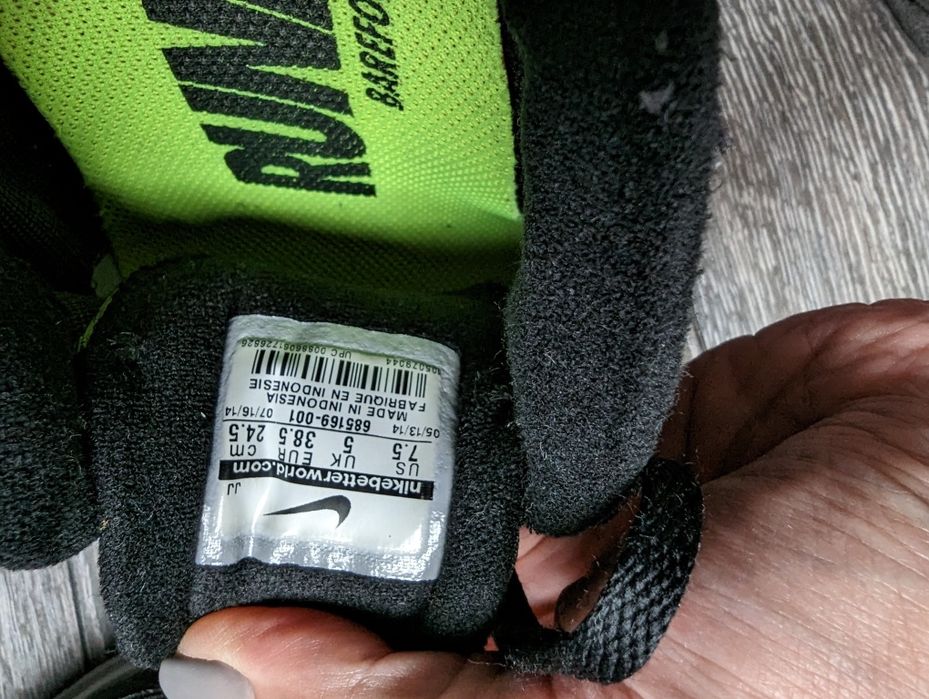 RUN
BAREFO
JJ
nikebetterworld.com
US UK EUR cm
7.5 5 38.5 24.5
05/13/14 685169-001 07/16/14
MADE IN INDONESIA
FABRIQUE EN INDONESIE
UPC